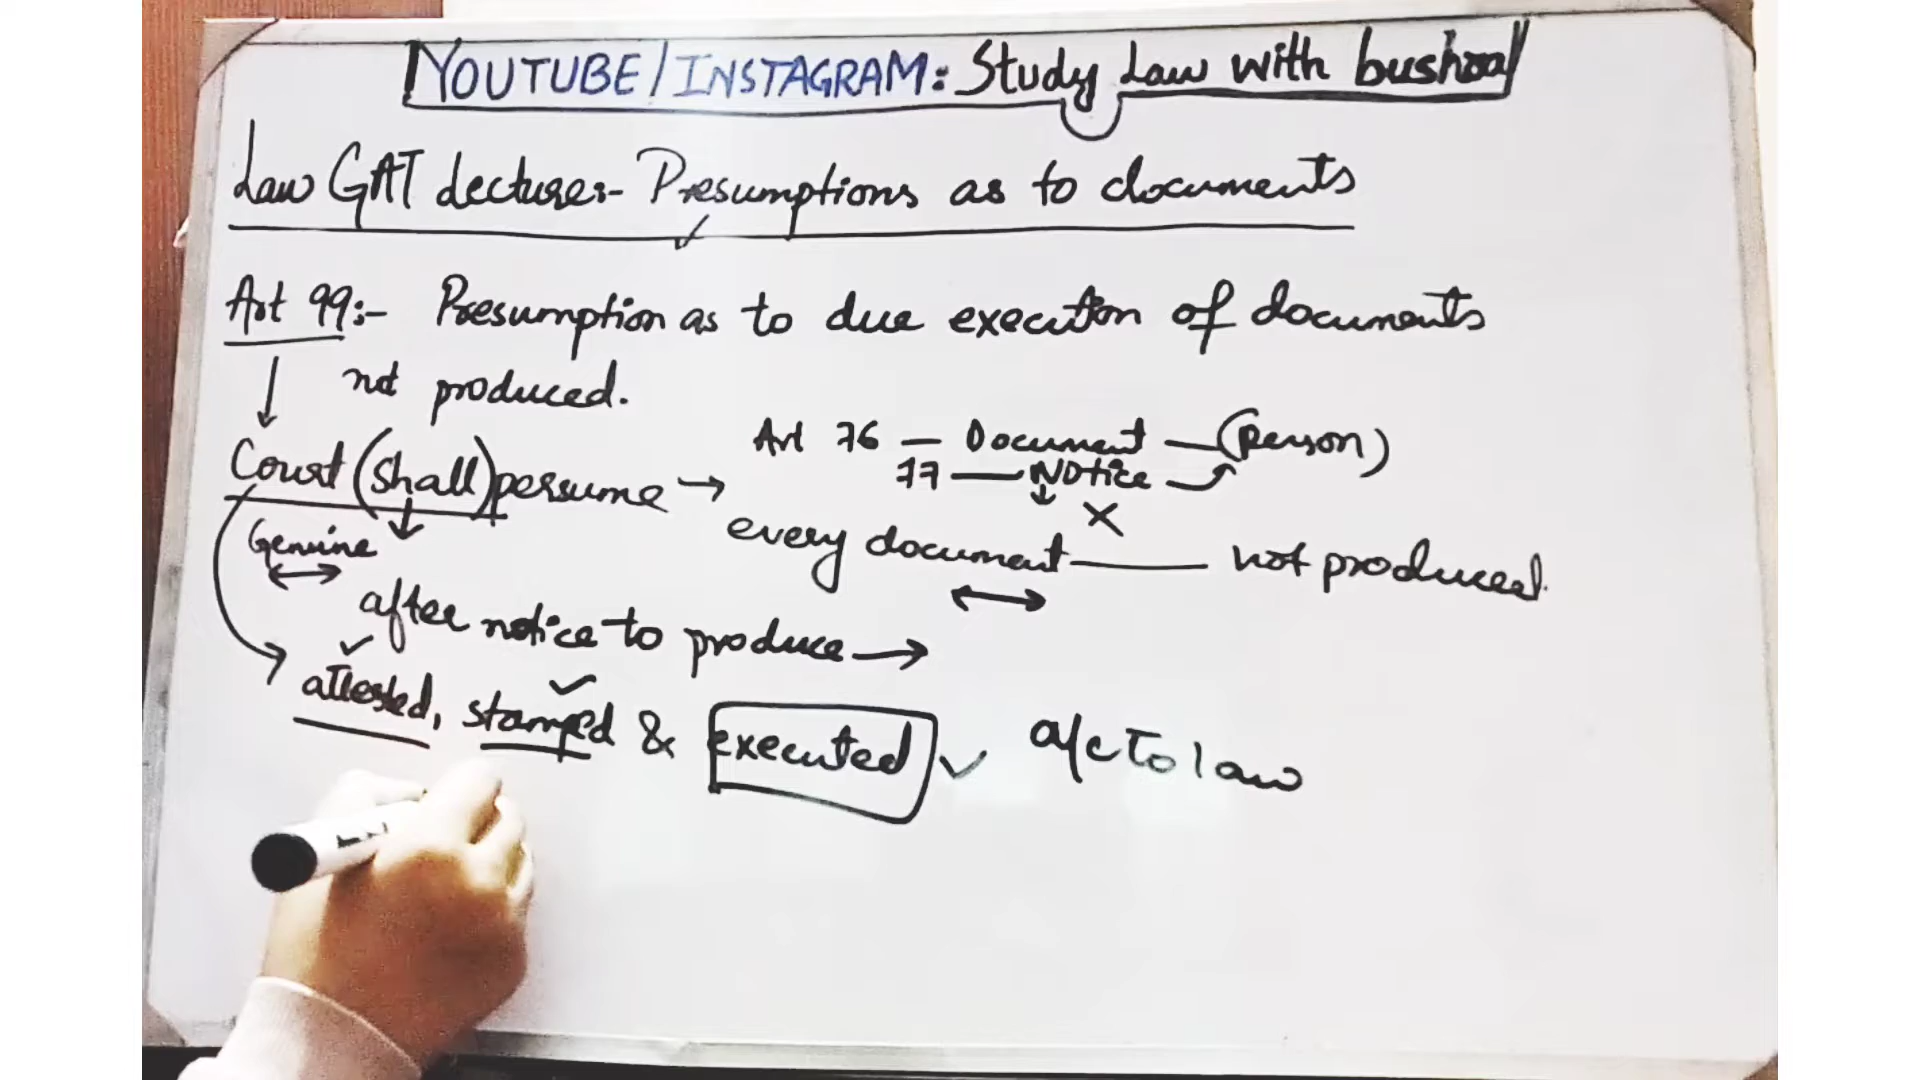 YOUTUBE/INSTAGRAM: Study Law with bushra
Law GAT Lectures:- Presumptions as to documents
Art 99:- Presumption as to due execution of documents
not produced.
Art 76 — Document — (Person)
77 — Notice
Court (Shall) persume → every document — not produced.
Genuine
after notice to produce →
attested, stamped & executed a/c To law